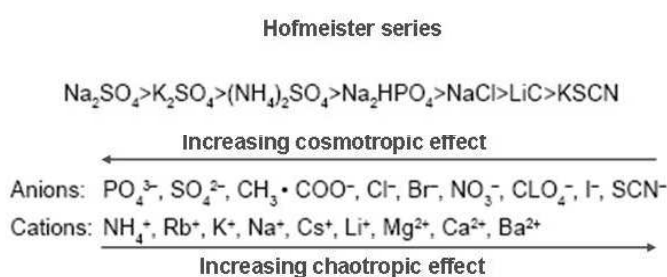 Hofmeister series
Na₂SO₄>K₂SO₄>(NH₄)₂SO₄>Na₂HPO₄>NaCl>LiC>KSCN
Increasing cosmotropic effect
Anions: PO₄³⁻, SO₄²⁻, CH₃•COO⁻, Cl⁻, Br⁻, NO₃⁻, CLO₄⁻, I⁻, SCN⁻
Cations: NH₄⁺, Rb⁺, K⁺, Na⁺, Cs⁺, Li⁺, Mg²⁺, Ca²⁺, Ba²⁺
Increasing chaotropic effect